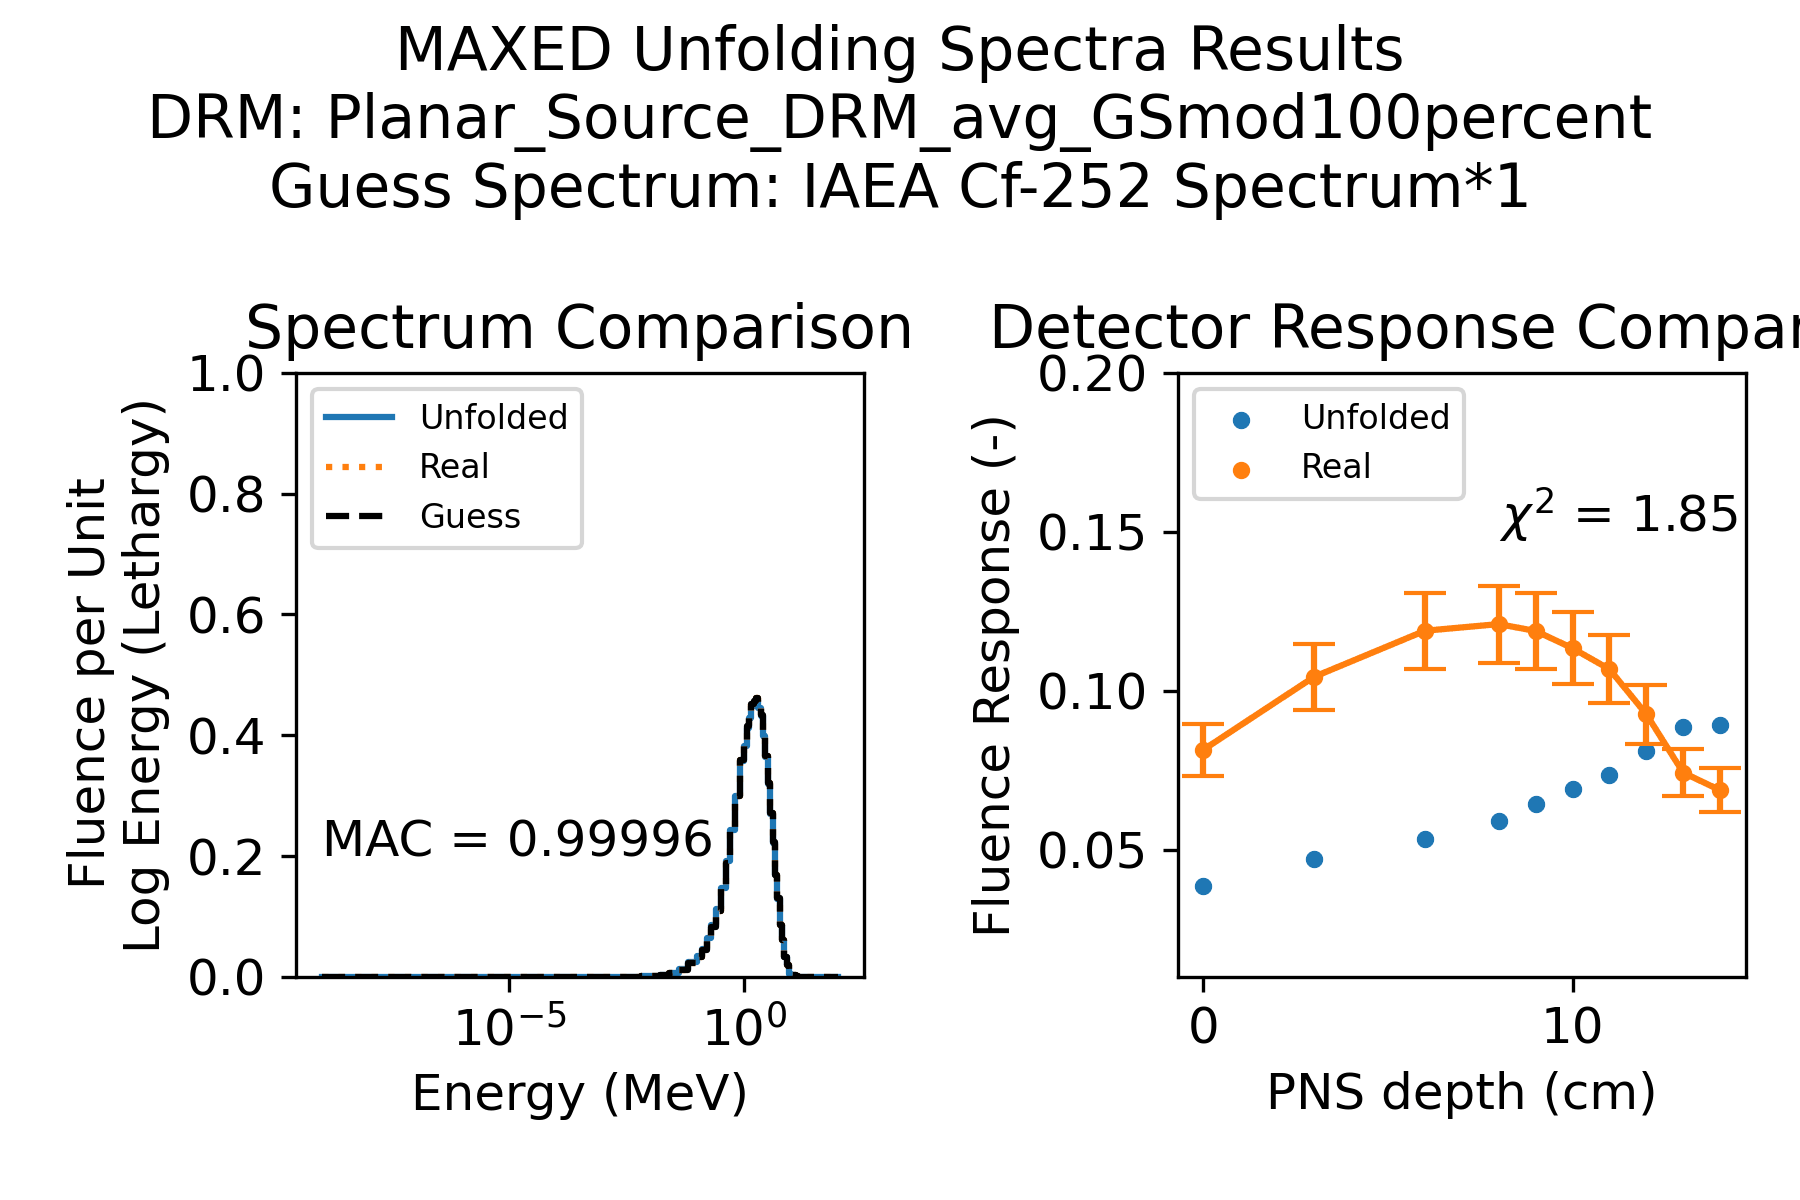 MAXED Unfolding Spectra Results
DRM: Planar_Source_DRM_avg_GSmod100percent
Guess Spectrum: IAEA Cf-252 Spectrum*1
Spectrum Comparison
Fluence per Unit
Log Energy (Lethargy)
1.0
0.8
0.6
0.4
0.2
0.0
Unfolded
Real
Guess
MAC = 0.99996
10⁻⁵
10⁰
Energy (MeV)
Detector Response Compar
Fluence Response (-)
0.20
0.15
0.10
0.05
Unfolded
Real
χ² = 1.85
0
10
PNS depth (cm)